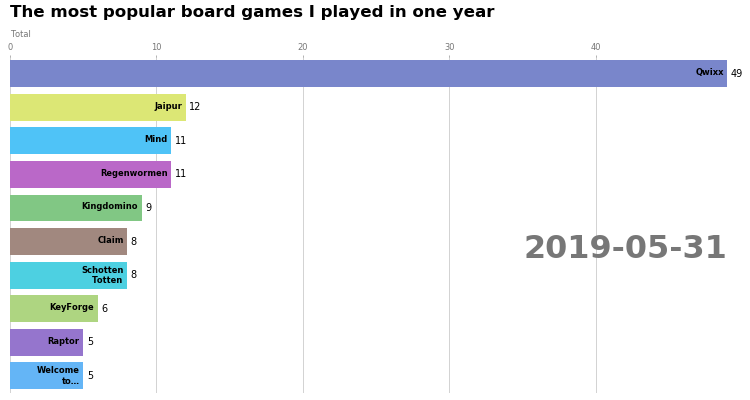 The most popular board games I played in one year
Total
0 10 20 30 40
Qwixx 49
Jaipur 12
Mind 11
Regenwormen 11
Kingdomino 9
Claim 8
2019-05-31
Schotten
Totten 8
KeyForge 6
Raptor 5
Welcome
to... 5